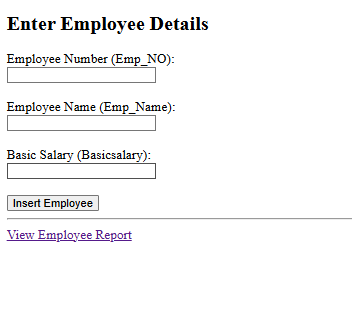 Enter Employee Details
Employee Number (Emp_NO):
Employee Name (Emp_Name):
Basic Salary (Basicsalary):
Insert Employee
View Employee Report